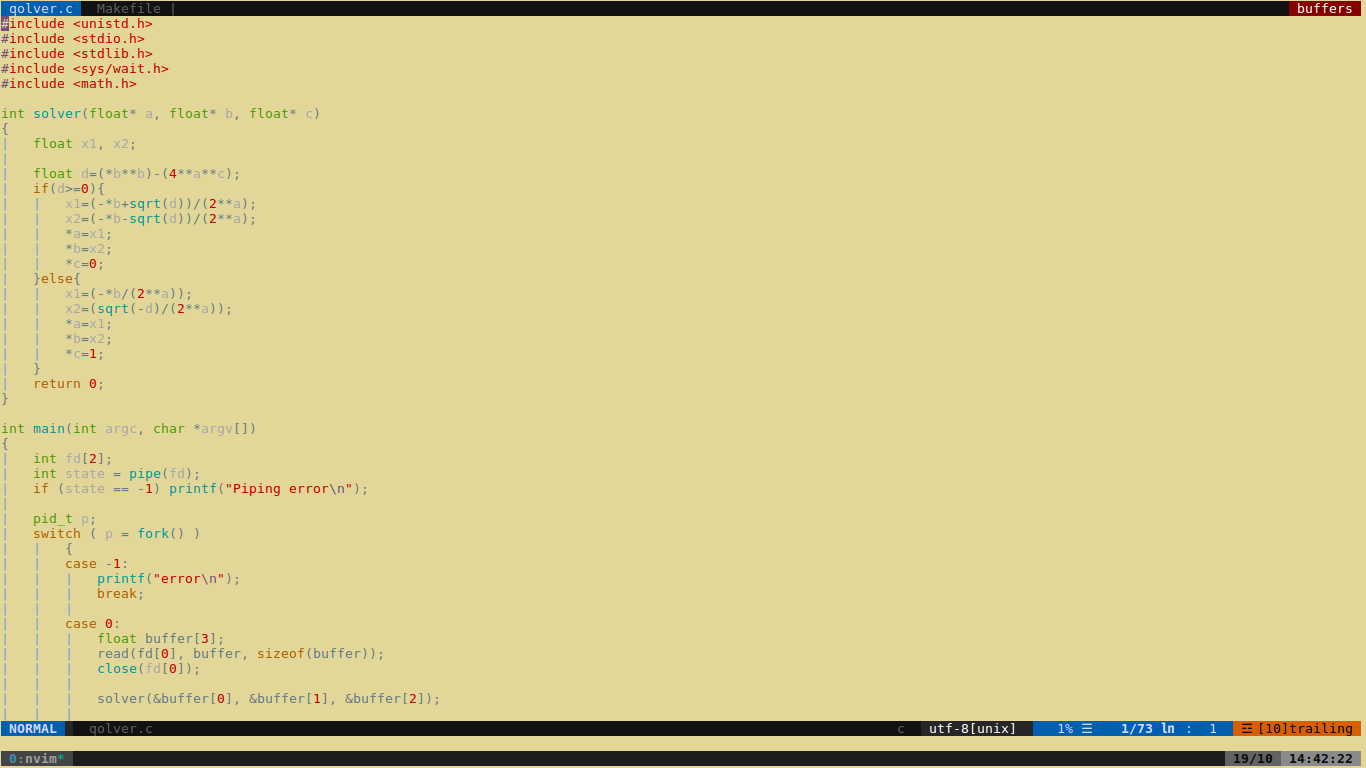 qolver.c  Makefile | buffers
#include <unistd.h>
#include <stdio.h>
#include <stdlib.h>
#include <sys/wait.h>
#include <math.h>

int solver(float* a, float* b, float* c)
{
|   float x1, x2;
|
|   float d=(*b**b)-(4**a**c);
|   if(d>=0){
|   |   x1=(-*b+sqrt(d))/(2**a);
|   |   x2=(-*b-sqrt(d))/(2**a);
|   |   *a=x1;
|   |   *b=x2;
|   |   *c=0;
|   }else{
|   |   x1=(-*b/(2**a));
|   |   x2=(sqrt(-d)/(2**a));
|   |   *a=x1;
|   |   *b=x2;
|   |   *c=1;
|   }
|   return 0;
}

int main(int argc, char *argv[])
{
|   int fd[2];
|   int state = pipe(fd);
|   if (state == -1) printf("Piping error\n");
|
|   pid_t p;
|   switch ( p = fork() )
|   |   {
|   |   case -1:
|   |   |   printf("error\n");
|   |   |   break;
|   |   |
|   |   case 0:
|   |   |   float buffer[3];
|   |   |   read(fd[0], buffer, sizeof(buffer));
|   |   |   close(fd[0]);
|   |   |
|   |   |   solver(&buffer[0], &buffer[1], &buffer[2]);
|   |   |
NORMAL  qolver.c  c  utf-8[unix]  1% ☰  1/73 ln :  1  ☲ [10]trailing
0:nvim*  19/10  14:42:22